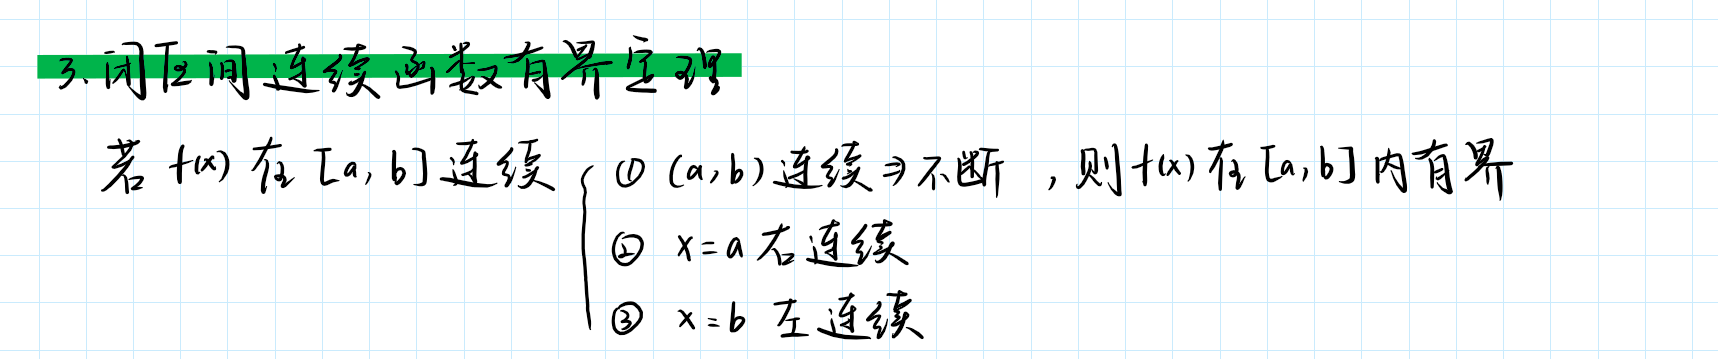 3.闭区间连续函数有界定理
若 f(x) 在 [a, b] 连续 { ① (a,b) 连续 ⇒ 不断 , 则 f(x) 在 [a,b] 内有界
② x=a 右连续
③ x=b 左连续